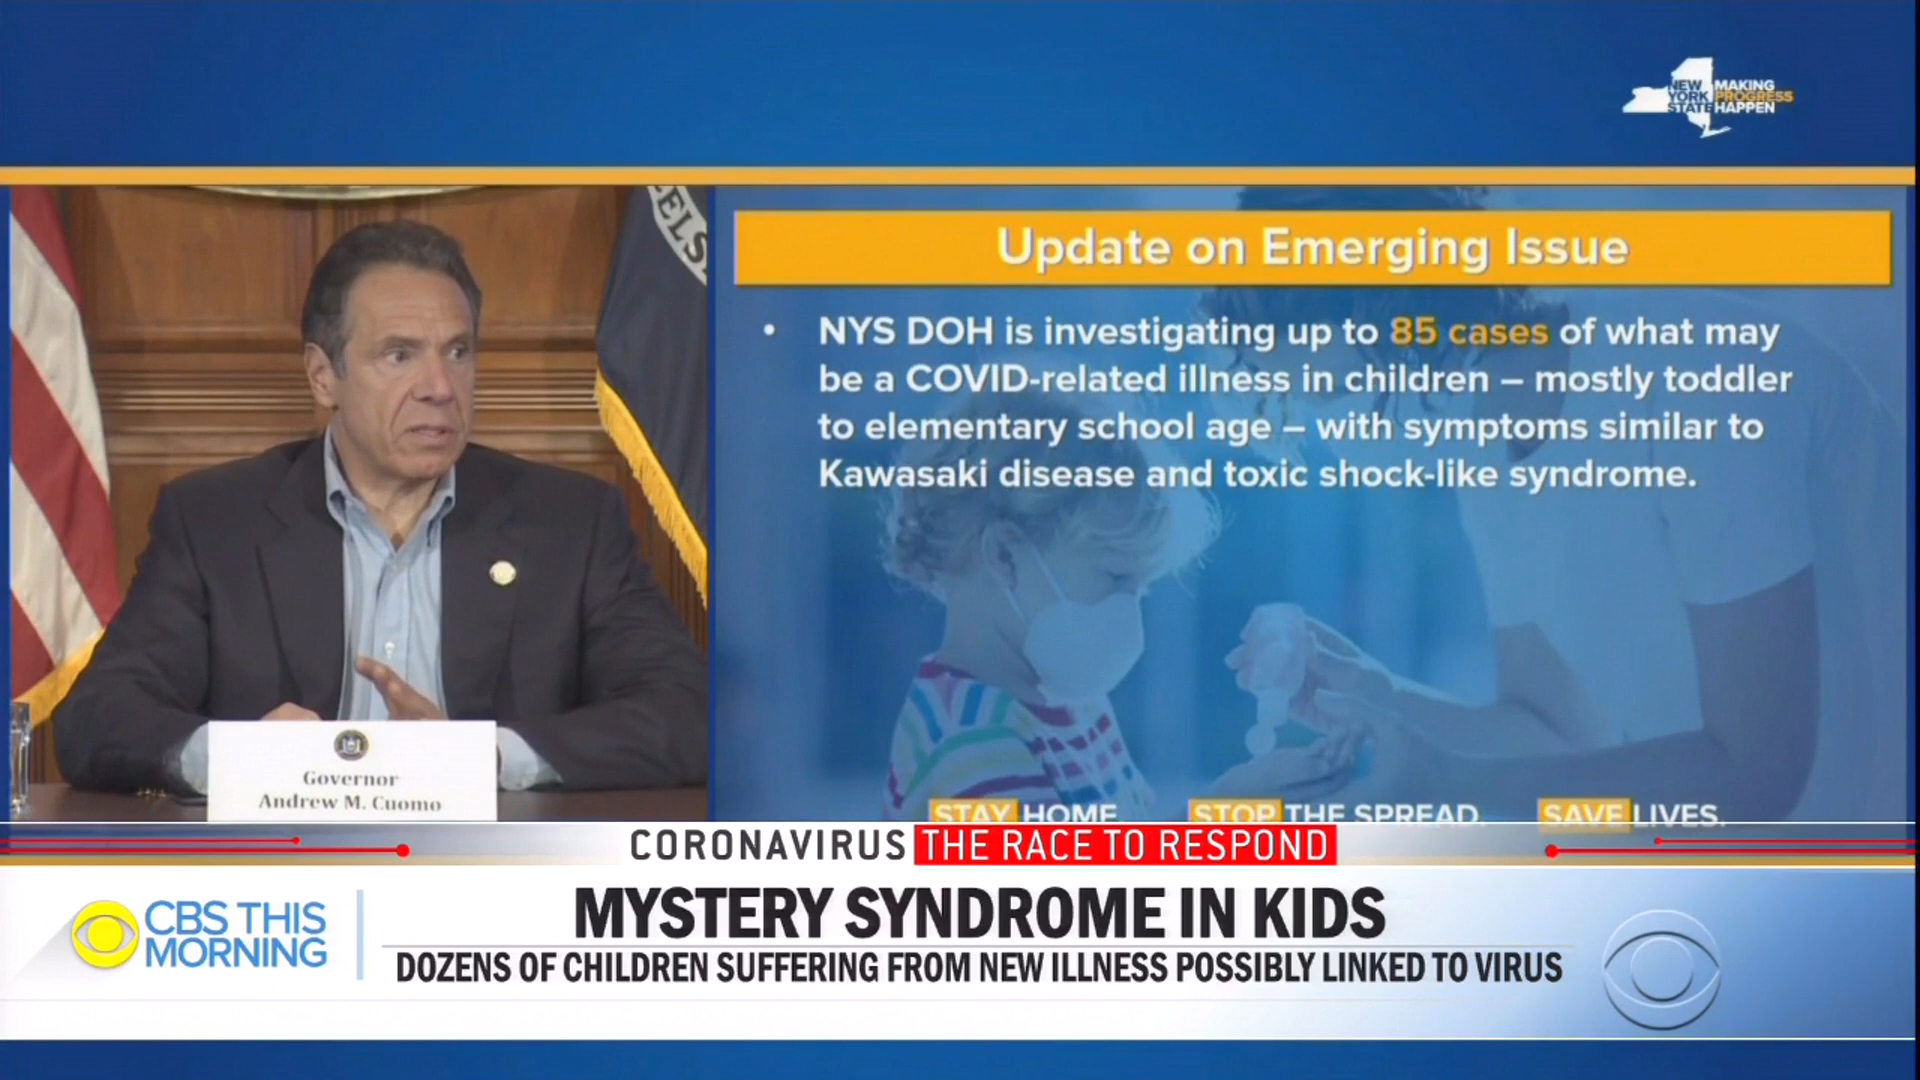 NEW
YORK
STATE
MAKING
PROGRESS
HAPPEN
ELS
Update on Emerging Issue
• NYS DOH is investigating up to 85 cases of what may
be a COVID-related illness in children – mostly toddler
to elementary school age – with symptoms similar to
Kawasaki disease and toxic shock-like syndrome.
Governor
Andrew M. Cuomo
STAY HOME. STOP THE SPREAD. SAVE LIVES.
CORONAVIRUS THE RACE TO RESPOND
CBS THIS
MORNING
MYSTERY SYNDROME IN KIDS
DOZENS OF CHILDREN SUFFERING FROM NEW ILLNESS POSSIBLY LINKED TO VIRUS